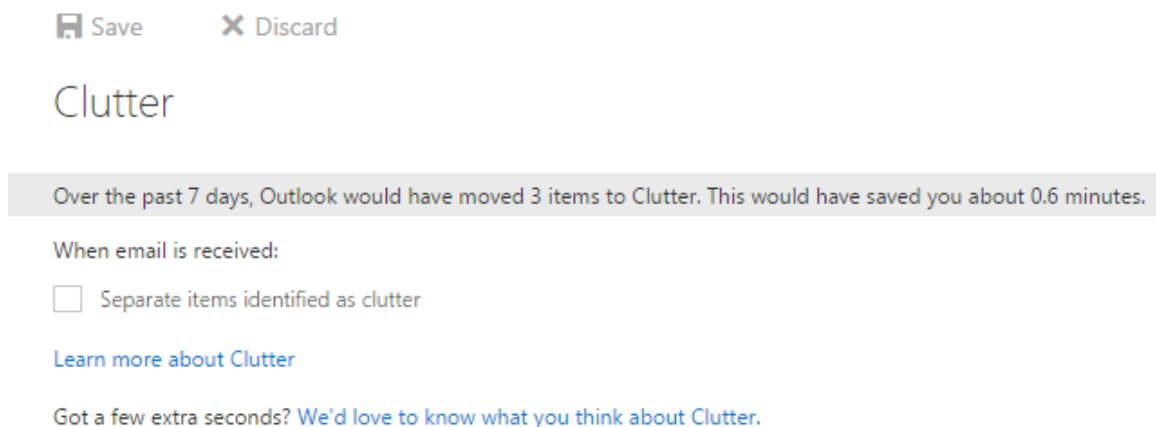 Save Discard
Clutter
Over the past 7 days, Outlook would have moved 3 items to Clutter. This would have saved you about 0.6 minutes.
When email is received:
Separate items identified as clutter
Learn more about Clutter
Got a few extra seconds? We'd love to know what you think about Clutter.